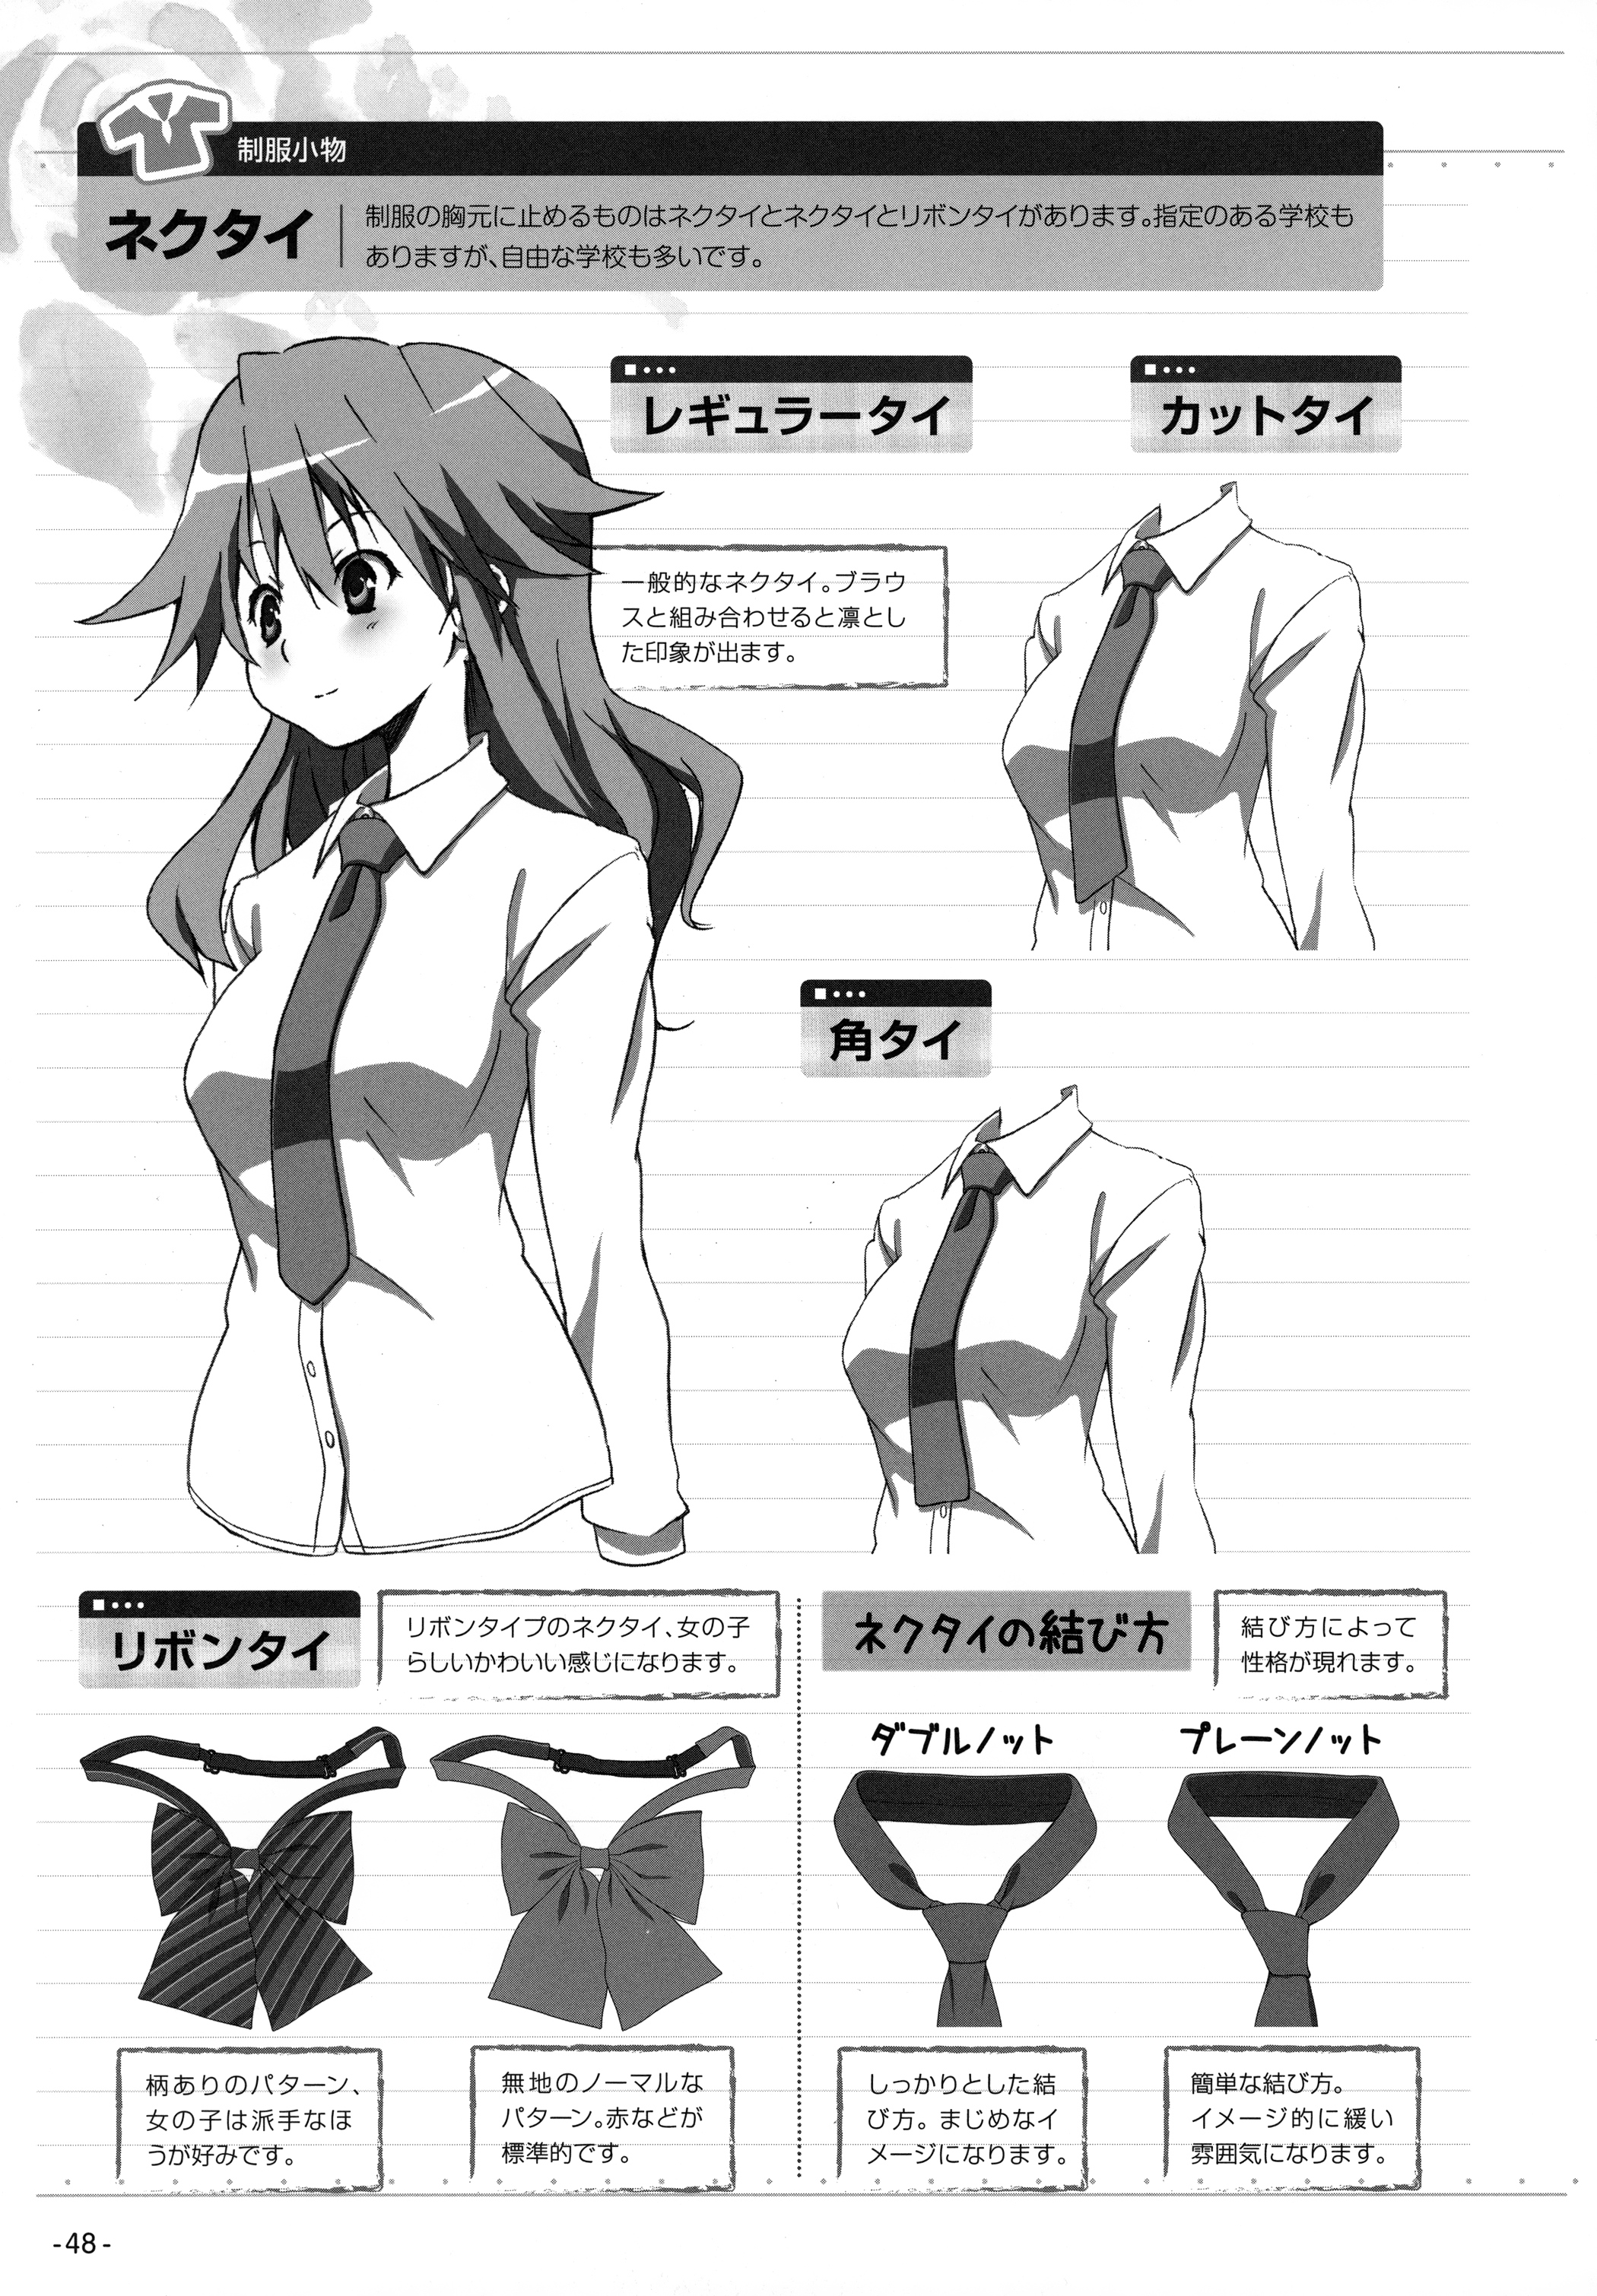 制服小物
ネクタイ
制服の胸元に止めるものはネクタイとネクタイとリボンタイがあります。指定のある学校も
ありますが、自由な学校も多いです。
レギュラータイ
カットタイ
一般的なネクタイ。ブラウ
スと組み合わせると凛とし
た印象が出ます。
角タイ
リボンタイ
リボンタイプのネクタイ、女の子
らしいかわいい感じになります。
ネクタイの結び方
結び方によって
性格が現れます。
ダブルノット
プレーンノット
柄ありのパターン、
女の子は派手なほ
うが好みです。
無地のノーマルな
パターン。赤などが
標準的です。
しっかりとした結
び方。まじめなイ
メージになります。
簡単な結び方。
イメージ的に緩い
雰囲気になります。
-48-